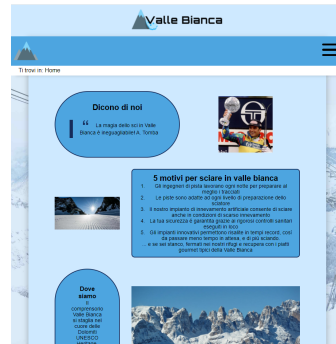 Valle Bianca
Ti trovi in: Home
Dicono di noi
“ La magia dello sci in Valle
Bianca è ineguagliabile! A. Tomba
5 motivi per sciare in valle bianca
1. Gli ingegneri di pista lavorano ogni notte per preparare al
meglio i tracciati
2. Le piste sono adatte ad ogni livello di preparazione dello
sciatore
3. Il nostro impianto di innevamento artificiale consente di sciare
anche in condizioni di scarso innevamento
4. La tua sicurezza è garantita grazie ai rigorosi controlli sanitari
eseguiti in loco
5. Gli impianti innovativi permettono risalite in tempi record, così
da passare meno tempo in attesa, e di più sciando.
... e se sei stanco, fermati nei nostri rifugi e recupera con i piatti
gourmet tipici della Valle Bianca
Dove
siamo
Il
comprensorio
Valle Bianca
si staglia nel
cuore delle
Dolomiti
UNESCO